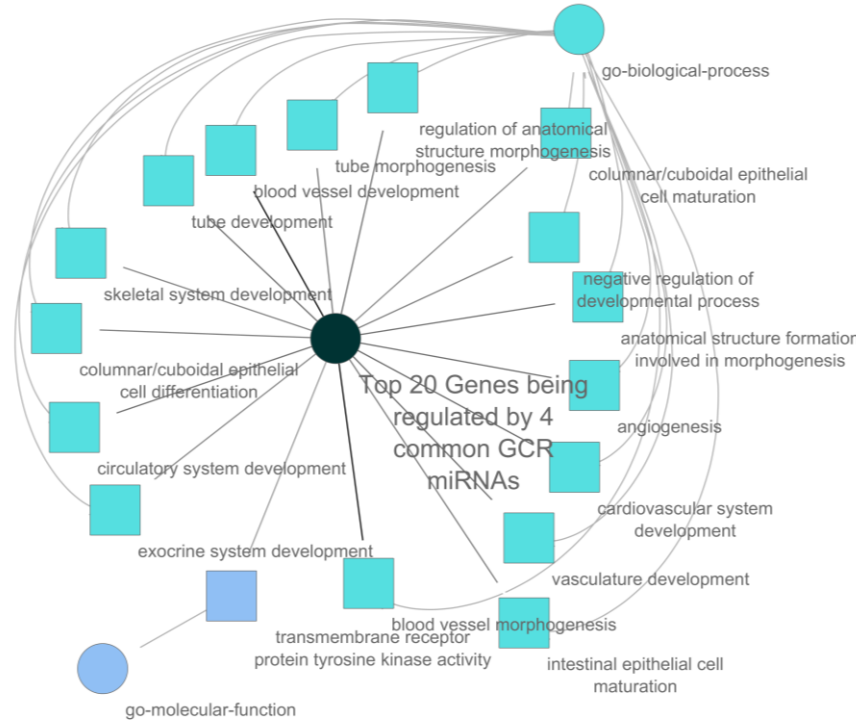 go-biological-process
regulation of anatomical
structure morphogenesis
tube morphogenesis
columnar/cuboidal epithelial
cell maturation
blood vessel development
tube development
skeletal system development
negative regulation of
developmental process
anatomical structure formation
involved in morphogenesis
columnar/cuboidal epithelial
cell differentiation
Top 20 Genes being
regulated by 4
common GCR
miRNAs
angiogenesis
circulatory system development
cardiovascular system
development
exocrine system development
vasculature development
blood vessel morphogenesis
transmembrane receptor
protein tyrosine kinase activity
intestinal epithelial cell
maturation
go-molecular-function